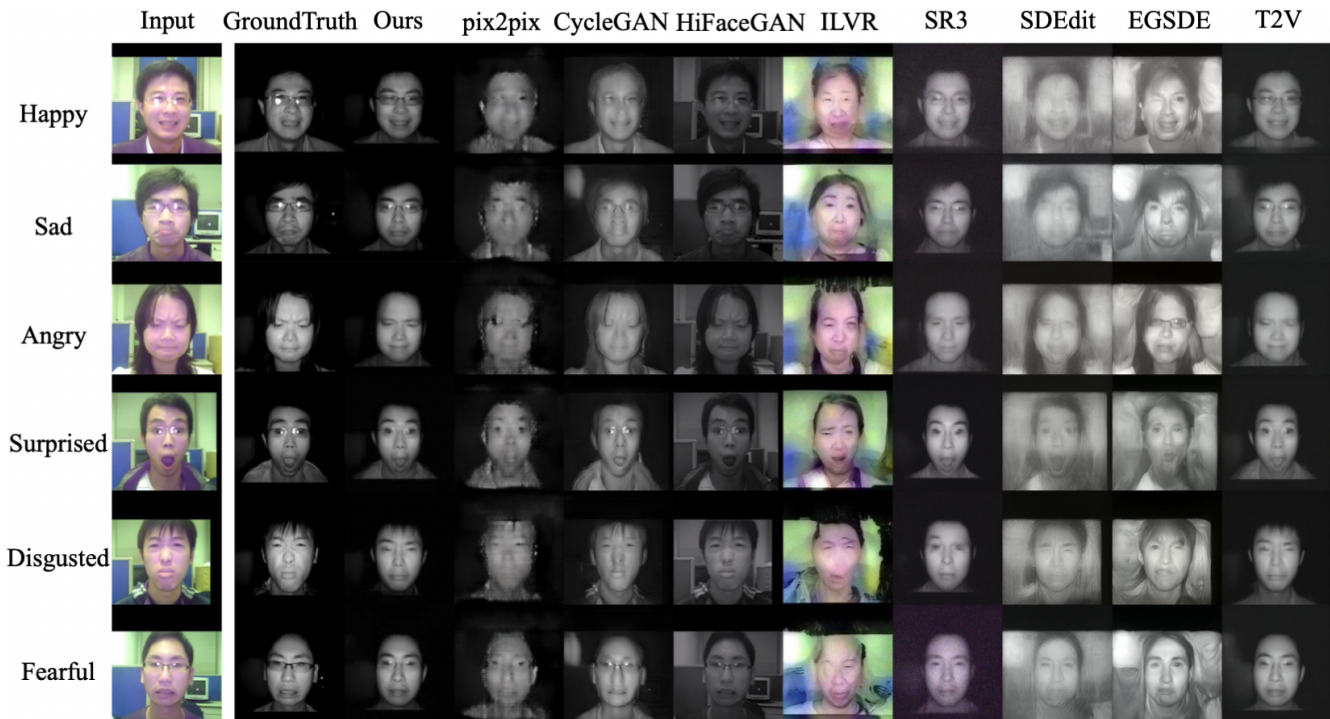 Input GroundTruth Ours pix2pix CycleGAN HiFaceGAN ILVR SR3 SDEdit EGSDE T2V
Happy
Sad
Angry
Surprised
Disgusted
Fearful